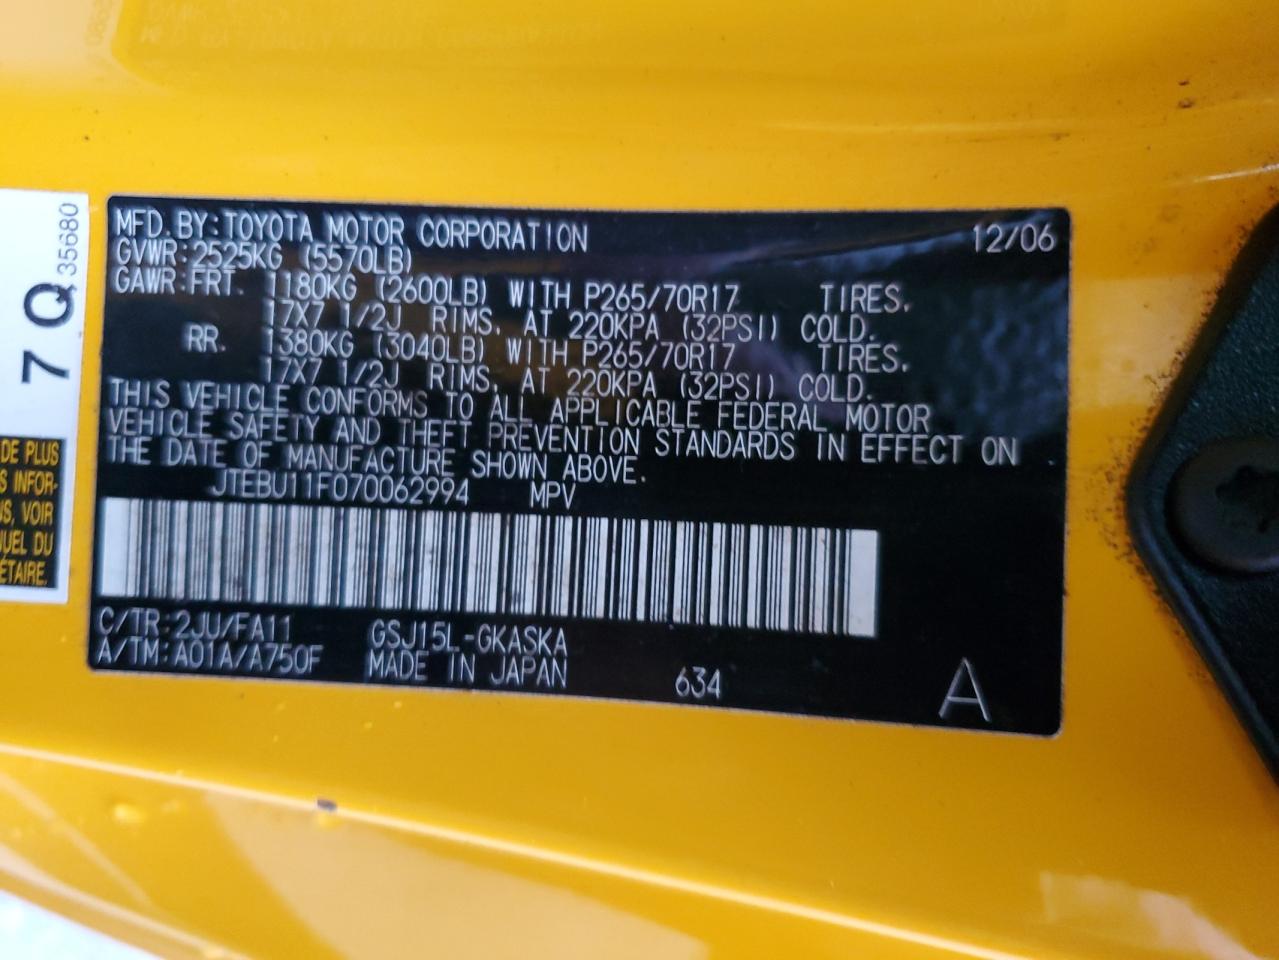 MFD. BY: TOYOTA MOTOR CORPORATION 12/06
GVWR: 2525KG (5570LB)
GAWR: FRT. 1180KG (2600LB) WITH P265/70R17 TIRES.
17X7 1/2J RIMS, AT 220KPA (32PSI) COLD.
RR. 1380KG (3040LB) WITH P265/70R17 TIRES.
17X7 1/2J RIMS, AT 220KPA (32PSI) COLD.
THIS VEHICLE CONFORMS TO ALL APPLICABLE FEDERAL MOTOR
VEHICLE SAFETY AND THEFT PREVENTION STANDARDS IN EFFECT ON
THE DATE OF MANUFACTURE SHOWN ABOVE.
JTEBU11F070062994 MPV
C/TR: 2JU/FA11 GSJ15L-GKASKA
A/TM: A01A/A750F MADE IN JAPAN 634 A
7 Q
35680
DE PLUS
S INFOR-
S, VOIR
UEL DU
ÉTAIRE.